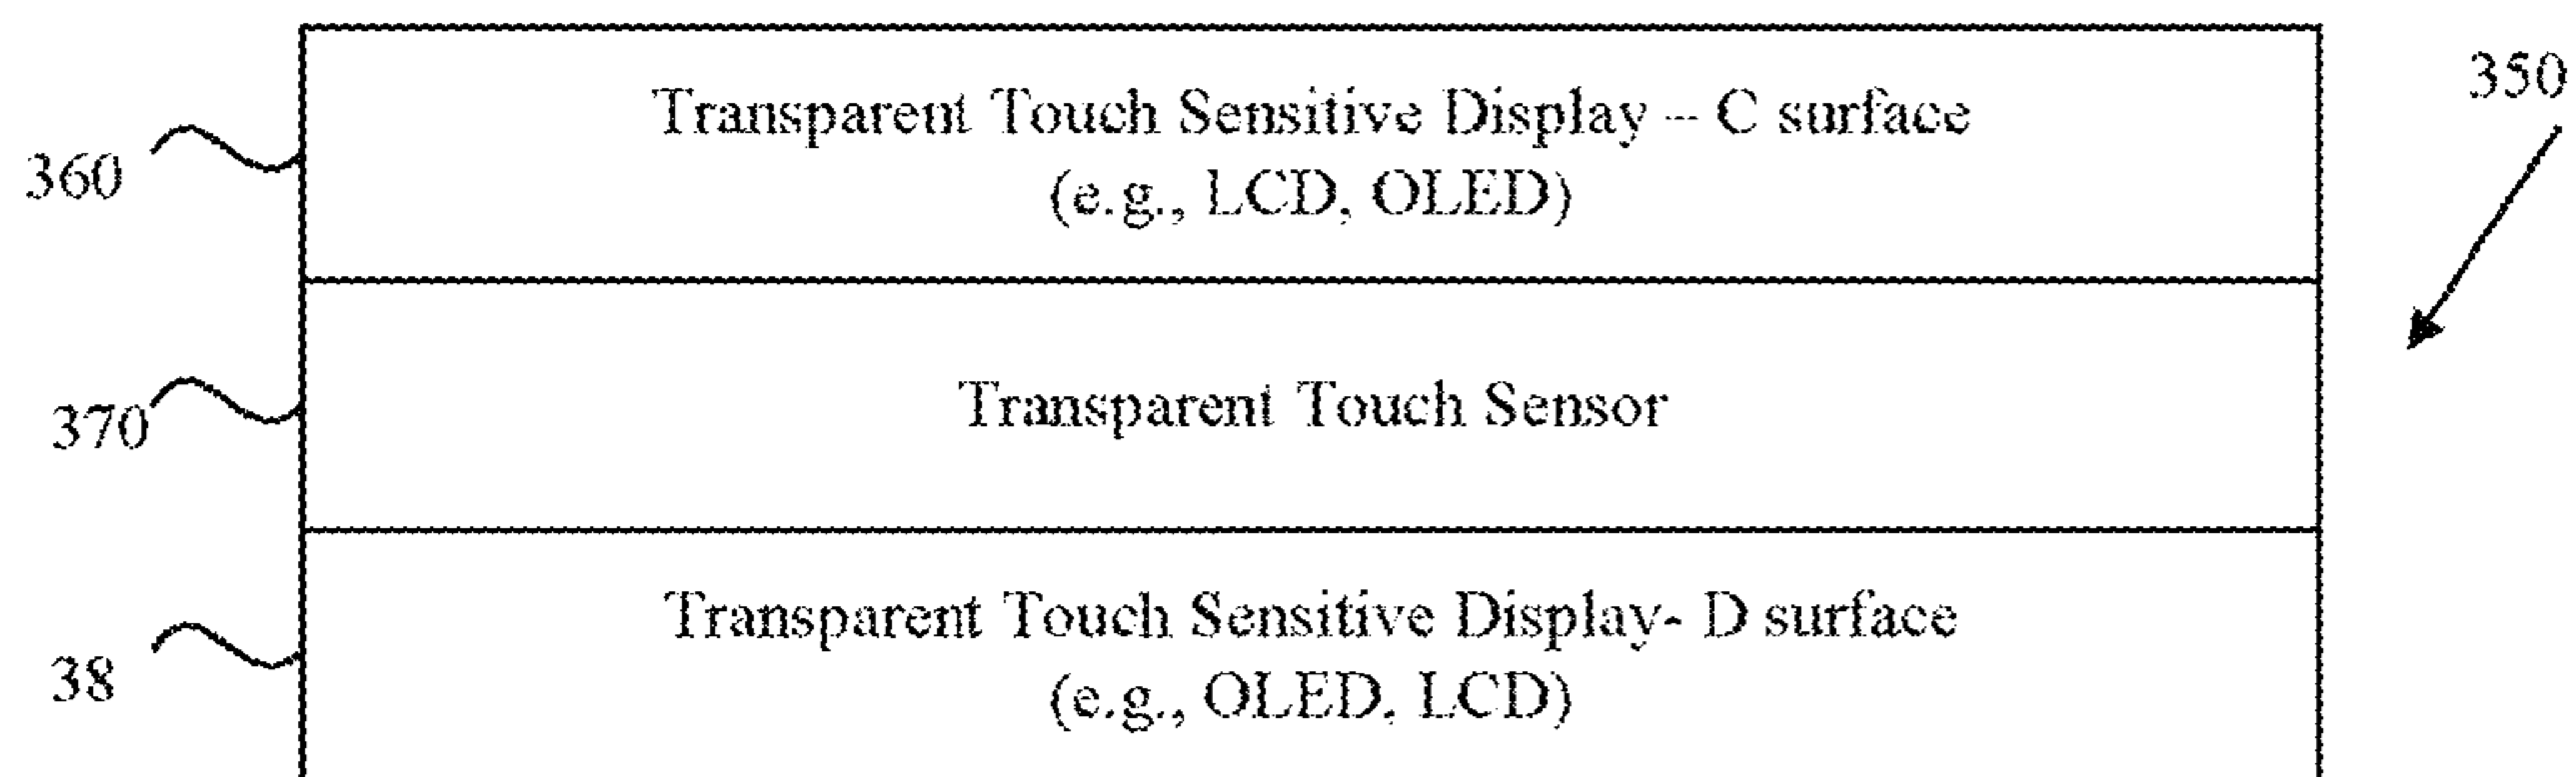 350
Transparent Touch Sensitive Display – C surface
(e.g., LCD, OLED)
360
Transparent Touch Sensor
370
Transparent Touch Sensitive Display- D surface
(e.g., OLED, LCD)
38